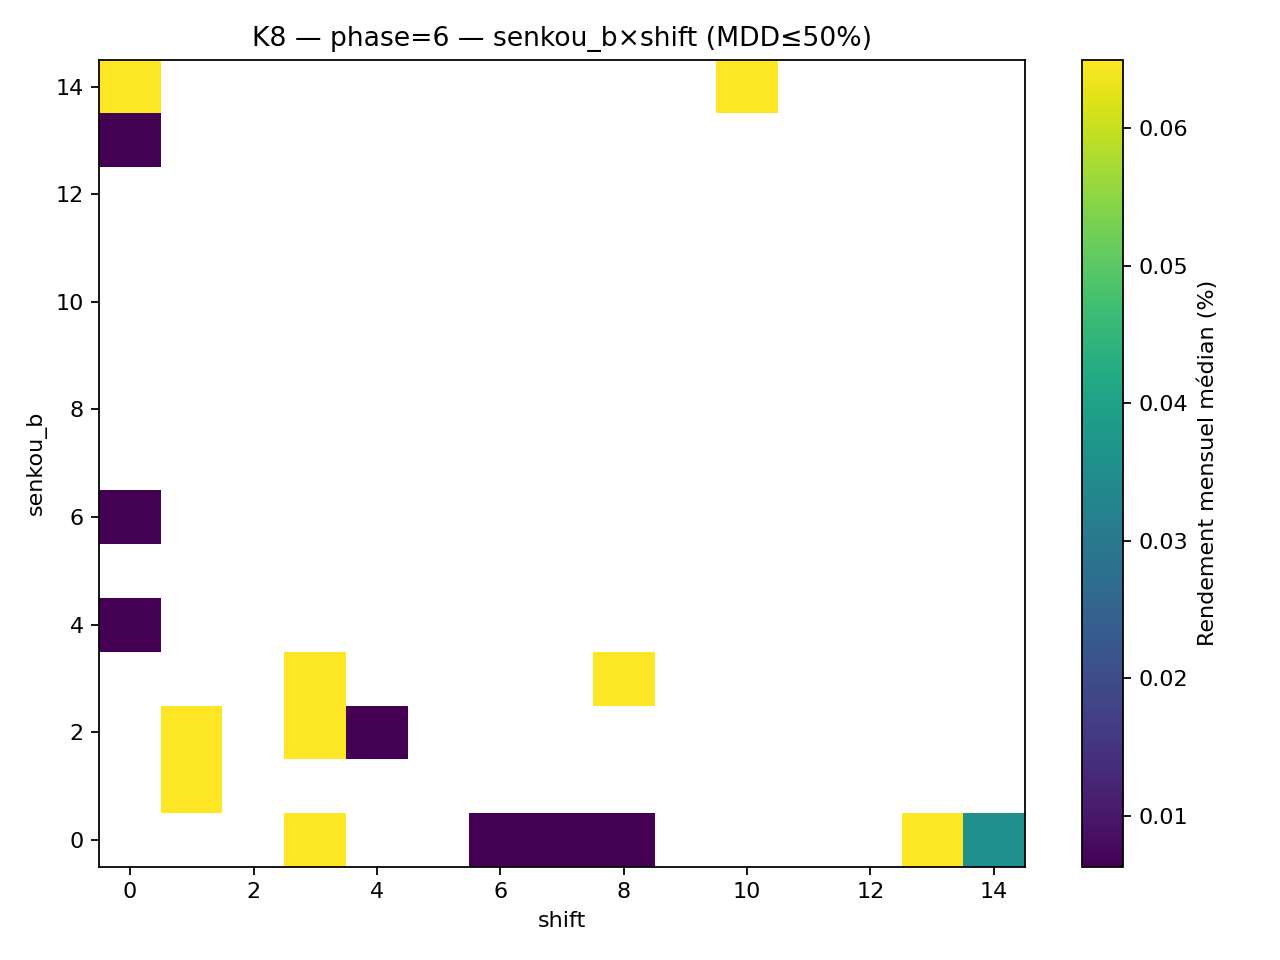 K8 — phase=6 — senkou_b×shift (MDD≤50%)
14
12
10
8
6
4
2
0
senkou_b
0 2 4 6 8 10 12 14
shift
0.06
0.05
0.04
0.03
0.02
0.01
Rendement mensuel médian (%)